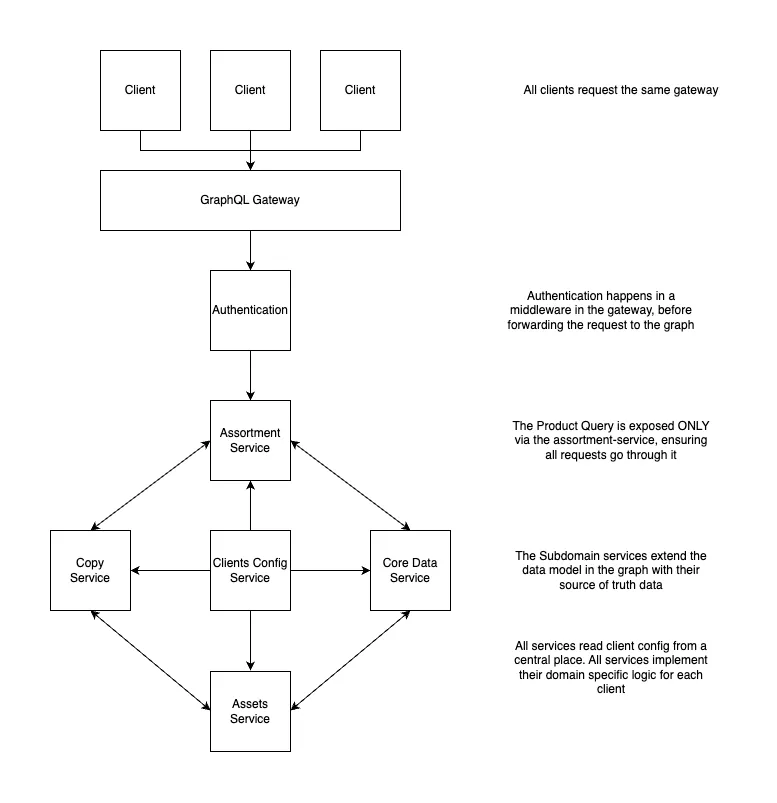 Client
Client
Client
All clients request the same gateway
GraphQL Gateway
Authentication
Authentication happens in a
middleware in the gateway, before
forwarding the request to the graph
Assortment
Service
The Product Query is exposed ONLY
via the assortment-service, ensuring
all requests go through it
Copy
Service
Clients Config
Service
Core Data
Service
The Subdomain services extend the
data model in the graph with their
source of truth data
All services read client config from a
central place. All services implement
their domain specific logic for each
client
Assets
Service